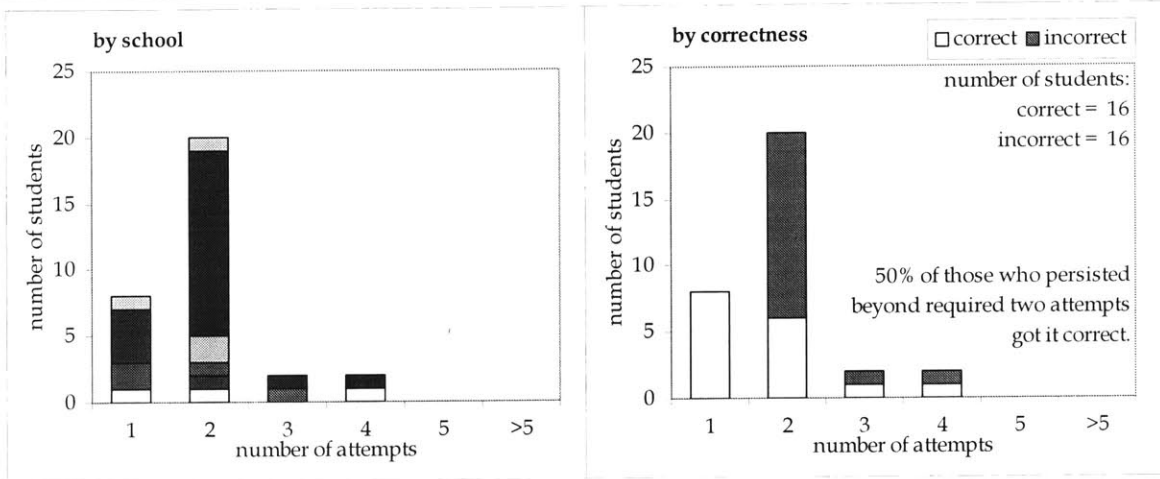 by school
25
20
15
10
5
0
number of students
1 2 3 4 5 >5
number of attempts
by correctness
correct incorrect
number of students:
correct = 16
incorrect = 16
50% of those who persisted
beyond required two attempts
got it correct.
25
20
15
10
5
0
number of students
1 2 3 4 5 >5
number of attempts